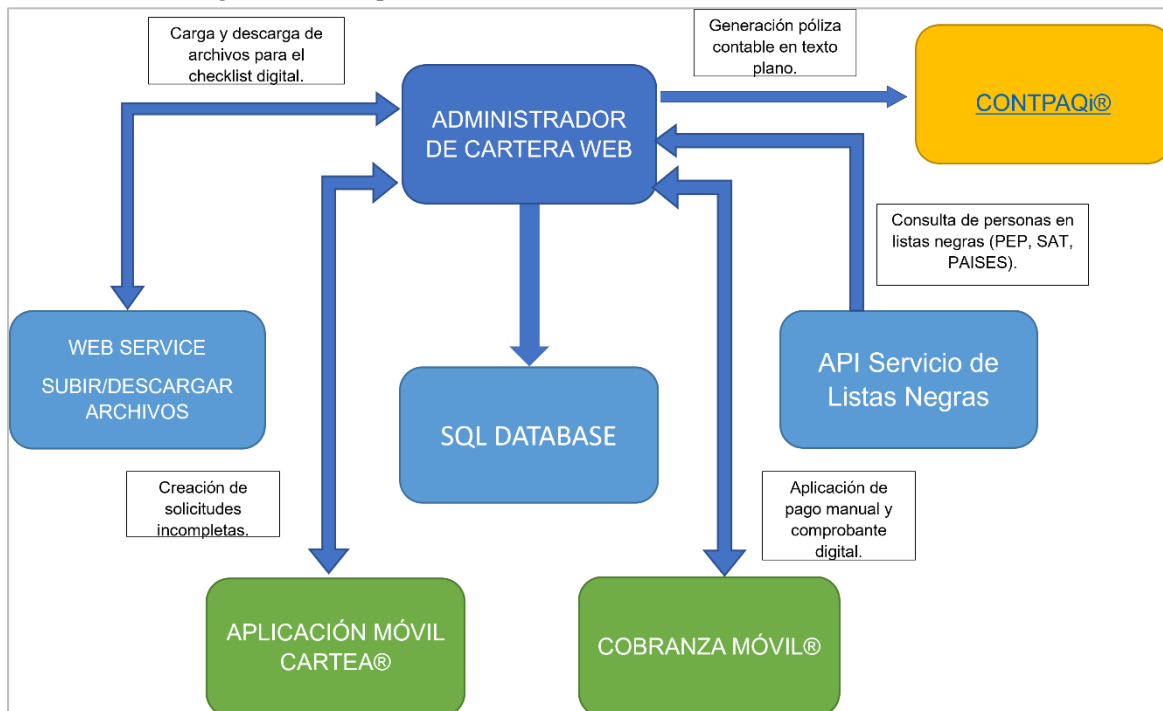 Carga y descarga de
archivos para el
checklist digital.
Generación póliza
contable en texto
plano.
CONTPAQi®
ADMINISTRADOR
DE CARTERA WEB
Consulta de personas en
listas negras (PEP, SAT,
PAISES).
WEB SERVICE
SUBIR/DESCARGAR
ARCHIVOS
SQL DATABASE
API Servicio de
Listas Negras
Creación de
solicitudes
incompletas.
Aplicación de
pago manual y
comprobante
digital.
APLICACIÓN MÓVIL
CARTEA®
COBRANZA MÓVIL®